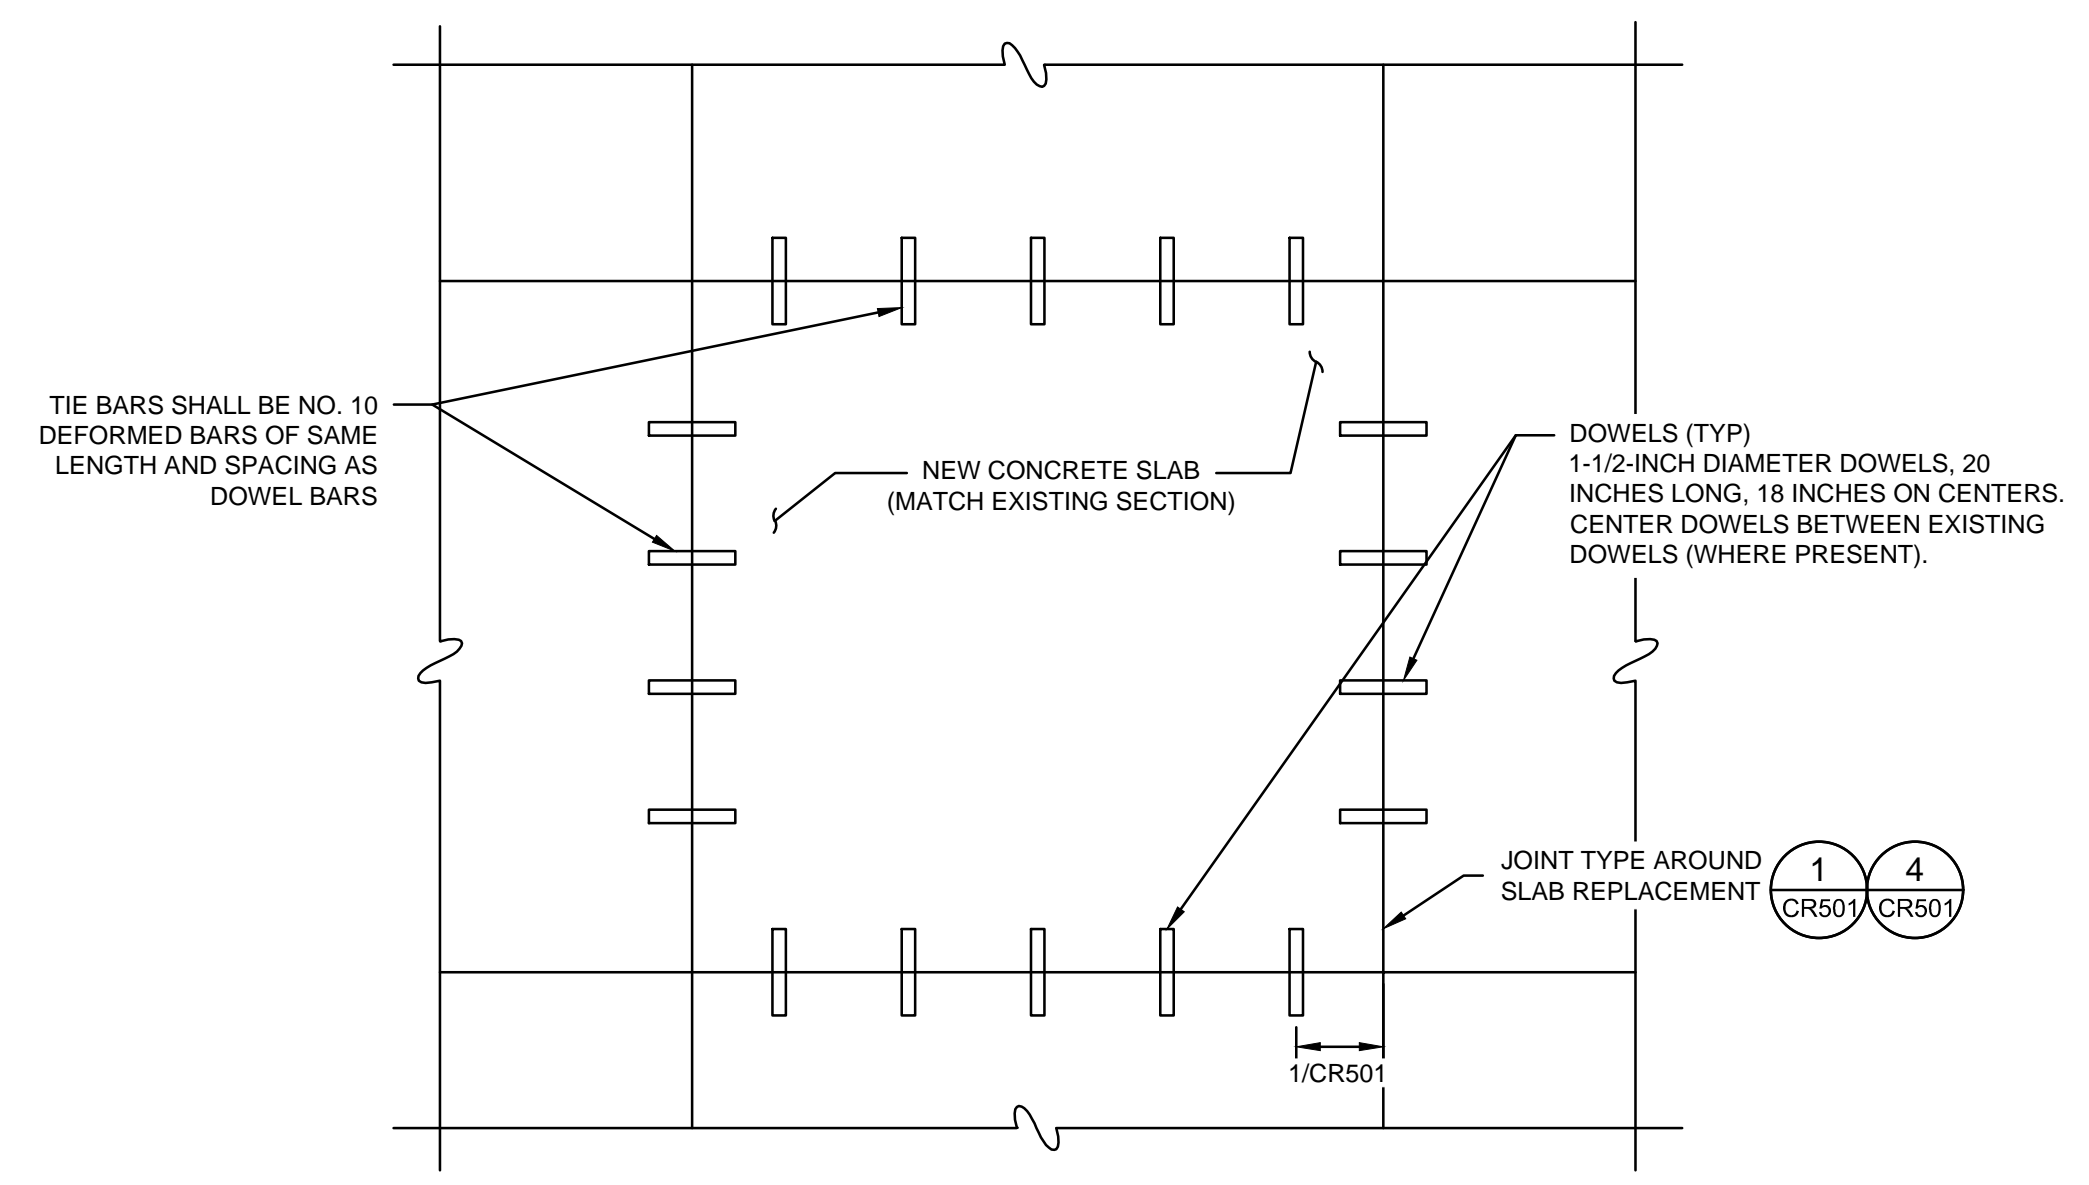 TIE BARS SHALL BE NO. 10
DEFORMED BARS OF SAME
LENGTH AND SPACING AS
DOWEL BARS
NEW CONCRETE SLAB
(MATCH EXISTING SECTION)
DOWELS (TYP)
1-1/2-INCH DIAMETER DOWELS, 20
INCHES LONG, 18 INCHES ON CENTERS.
CENTER DOWELS BETWEEN EXISTING
DOWELS (WHERE PRESENT).
JOINT TYPE AROUND
SLAB REPLACEMENT
1
CR501
4
CR501
1/CR501